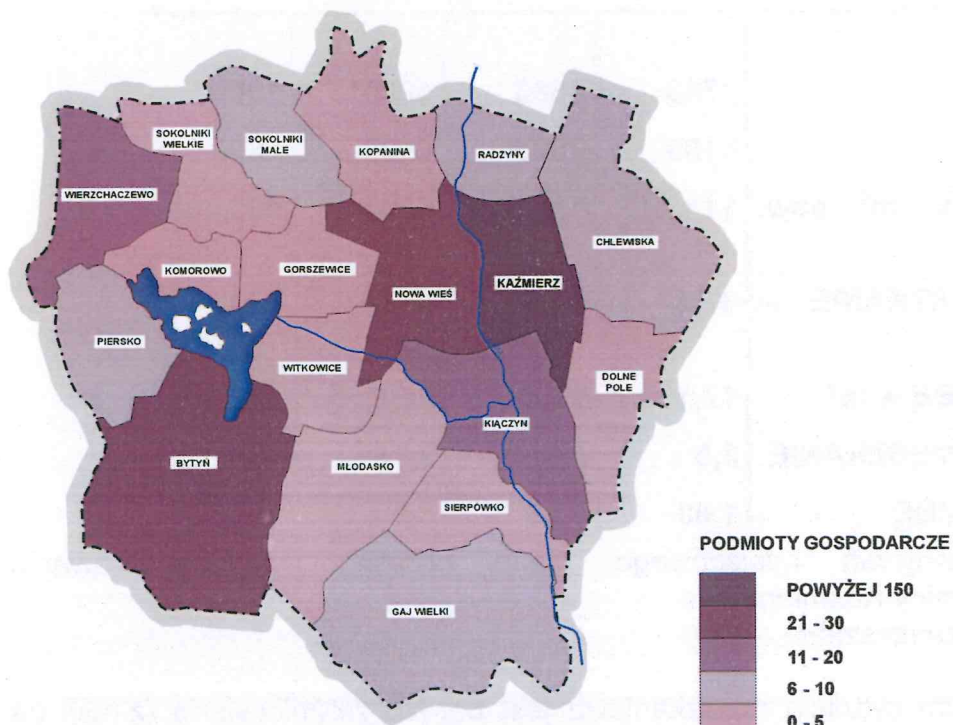 SOKOLNIKI
WIELKIE
SOKOLNIKI
MAŁE
KOPANINA
RADZYNY
WIERZCHACZEWO
CHLEWISKA
KOMOROWO
GORSZEWICE
NOWA WIEŚ
KAŹMIERZ
PIERSKO
WITKOWICE
DOLNE
POLE
KIĄCZYN
BYTYŃ
MŁODASKO
SIERPÓWKO
GAJ WIELKI
PODMIOTY GOSPODARCZE
POWYŻEJ 150
21 - 30
11 - 20
6 - 10
0 - 5